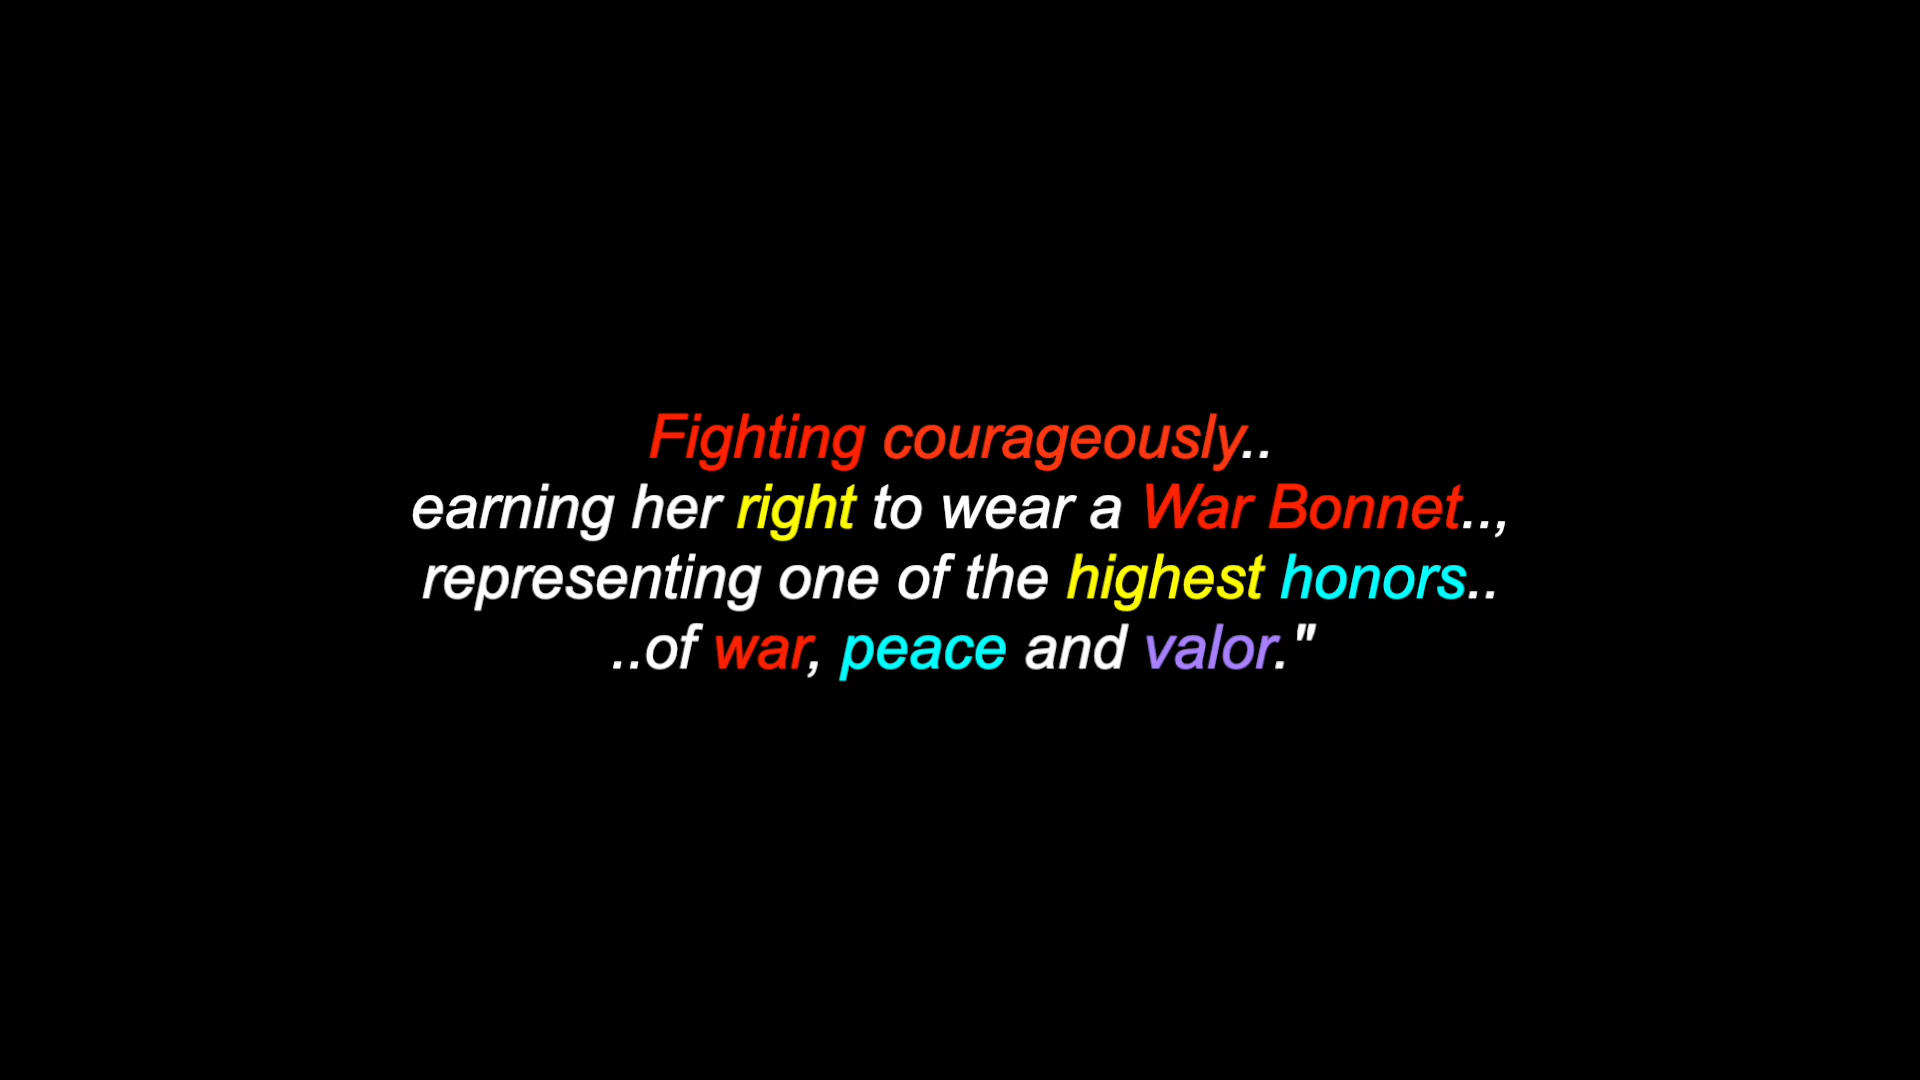 Fighting courageously..
earning her right to wear a War Bonnet..,
representing one of the highest honors..
..of war, peace and valor."